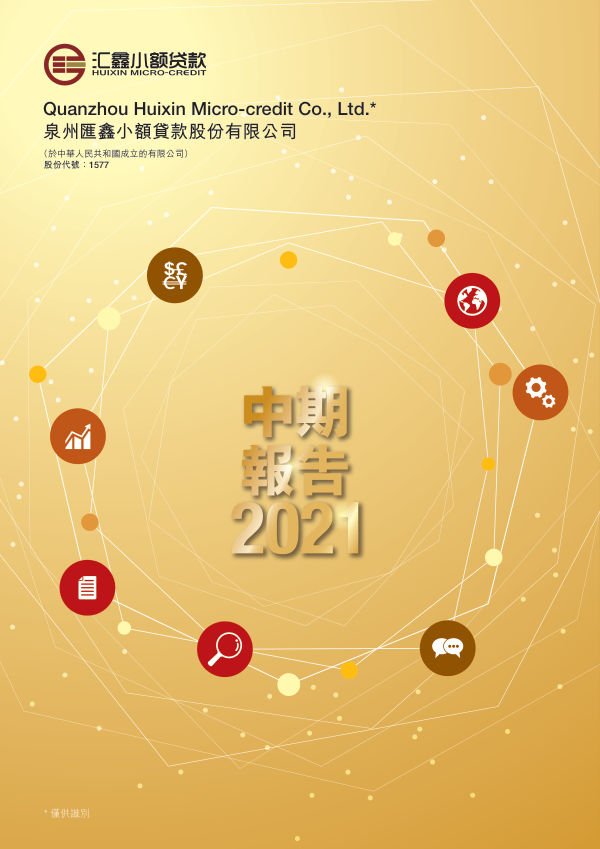 汇鑫小额贷款
HUIXIN MICRO-CREDIT
Quanzhou Huixin Micro-credit Co., Ltd.*
泉州匯鑫小額貸款股份有限公司
（於中華人民共和國成立的有限公司）
股份代號：1577
$£
€¥
中期
報告
2021
* 僅供識別